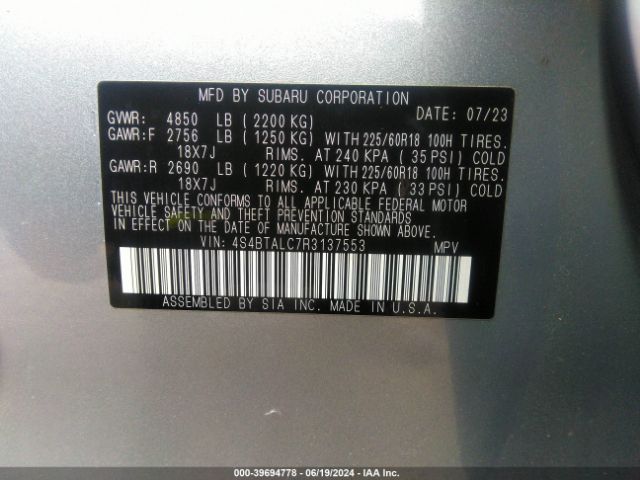 MFD BY SUBARU CORPORATION
GVWR: 4850 LB (2200 KG) DATE: 07/23
GAWR:F 2756 LB (1250 KG) WITH 225/60R18 100H TIRES.
18X7J RIMS. AT 240 KPA ( 35 PSI) COLD
GAWR:R 2690 LB (1220 KG) WITH 225/60R18 100H TIRES.
18X7J RIMS. AT 230 KPA ( 33 PSI) COLD
THIS VEHICLE CONFORMS TO ALL APPLICABLE FEDERAL MOTOR
VEHICLE SAFETY AND THEFT PREVENTION STANDARDS
IN EFFECT ON THE DATE OF MANUFACTURE SHOWN ABOVE.
VIN: 4S4BTALC7R3137553 MPV
ASSEMBLED BY SIA INC. MADE IN U.S.A.
000-39694778 - 06/19/2024 - IAA Inc.